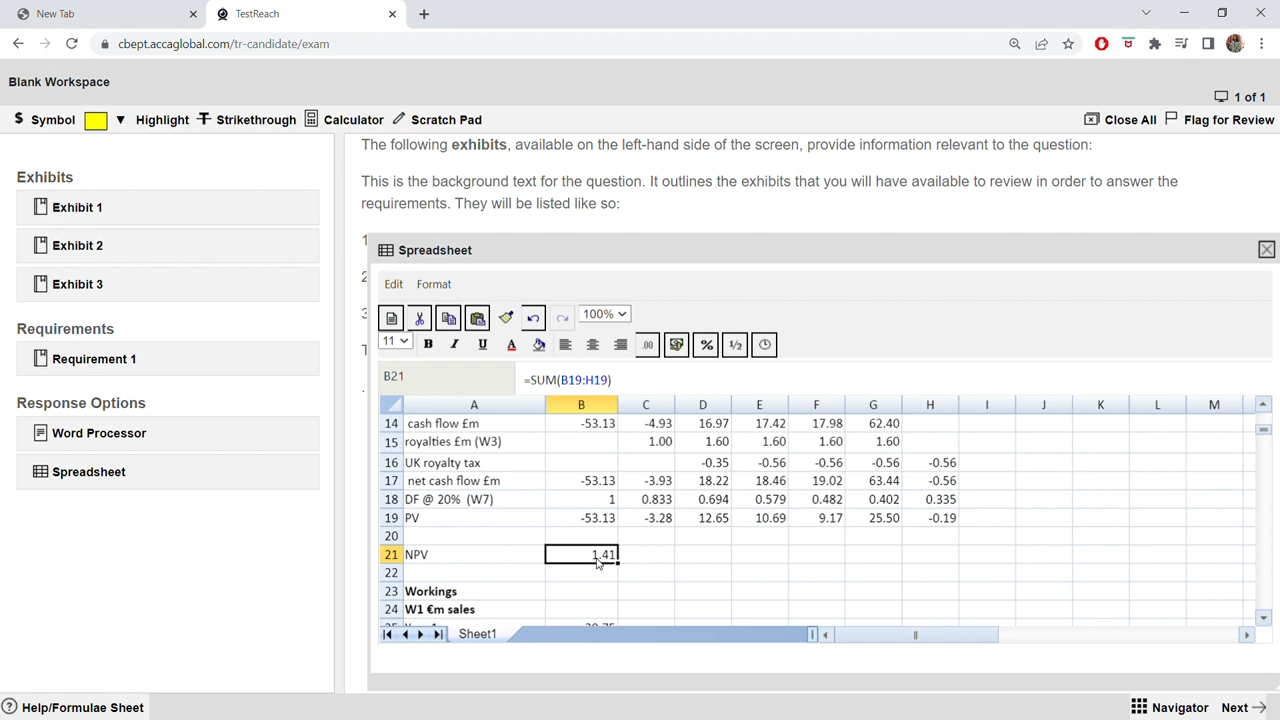 New Tab
TestReach
cbept.accaglobal.com/tr-candidate/exam
Blank Workspace
1 of 1
$ Symbol Highlight Strikethrough Calculator Scratch Pad Close All Flag for Review
Exhibits
Exhibit 1
Exhibit 2
Exhibit 3
Requirements
Requirement 1
Response Options
Word Processor
Spreadsheet
The following exhibits, available on the left-hand side of the screen, provide information relevant to the question:
This is the background text for the question. It outlines the exhibits that you will have available to review in order to answer the
requirements. They will be listed like so:
Spreadsheet
Edit Format
100%
11 B I U A .00 % 1/2
B21 =SUM(B19:H19)
A B C D E F G H I J K L M
14 cash flow £m -53.13 -4.93 16.97 17.42 17.98 62.40
15 royalties £m (W3) 1.00 1.60 1.60 1.60 1.60
16 UK royalty tax -0.35 -0.56 -0.56 -0.56 -0.56
17 net cash flow £m -53.13 -3.93 18.22 18.46 19.02 63.44 -0.56
18 DF @ 20% (W7) 1 0.833 0.694 0.579 0.482 0.402 0.335
19 PV -53.13 -3.28 12.65 10.69 9.17 25.50 -0.19
20
21 NPV 1.41
22
23 Workings
24 W1 €m sales
Sheet1
Help/Formulae Sheet
Navigator Next